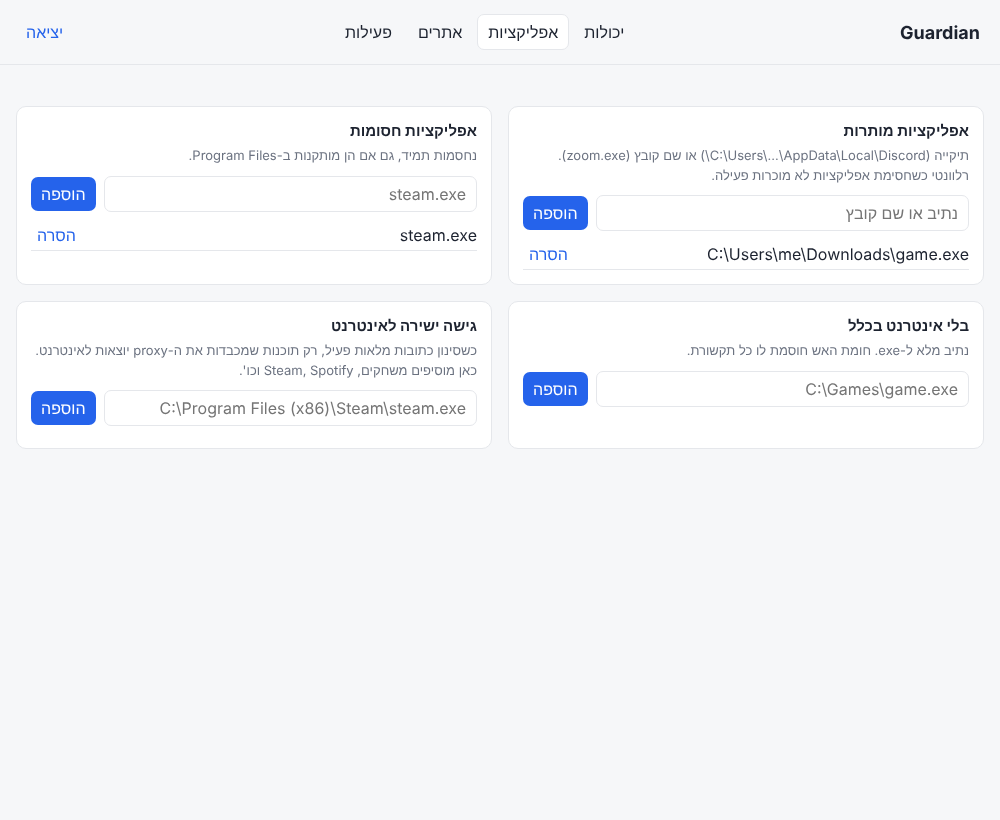 Guardian
יכולות
אפליקציות
אתרים
פעילות
יציאה
אפליקציות מותרות
תיקייה (C:\Users\...\AppData\Local\Discord\) או שם קובץ (zoom.exe).
רלוונטי כשחסימת אפליקציות לא מוכרות פעילה.
נתיב או שם קובץ
הוספה
C:\Users\me\Downloads\game.exe
הסרה
אפליקציות חסומות
נחסמות תמיד, גם אם הן מותקנות ב-Program Files.
steam.exe
הוספה
steam.exe
הסרה
בלי אינטרנט בכלל
נתיב מלא ל-exe. חומת האש חוסמת לו כל תקשורת.
C:\Games\game.exe
הוספה
גישה ישירה לאינטרנט
כשסינון כתובות מלאות פעיל, רק תוכנות שמכבדות את ה-proxy יוצאות לאינטרנט.
כאן מוסיפים משחקים, Steam, Spotify וכו'.
C:\Program Files (x86)\Steam\steam.exe
הוספה